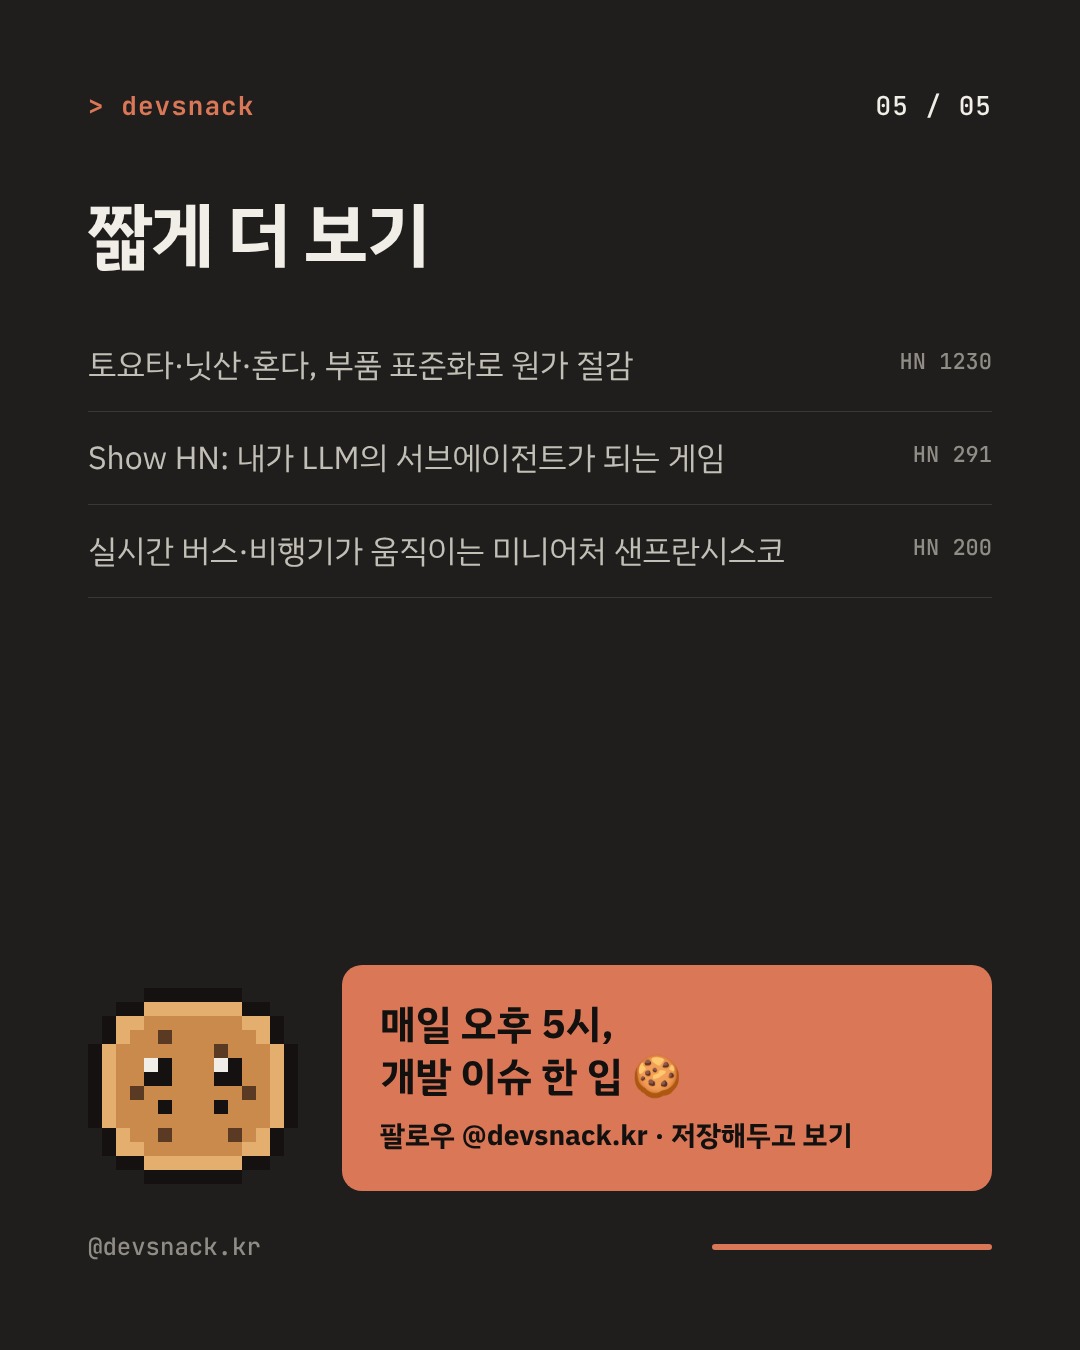 > devsnack
05 / 05
짧게 더 보기
토요타·닛산·혼다, 부품 표준화로 원가 절감
HN 1230
Show HN: 내가 LLM의 서브에이전트가 되는 게임
HN 291
실시간 버스·비행기가 움직이는 미니어처 샌프란시스코
HN 200
매일 오후 5시,
개발 이슈 한 입 🍪
팔로우 @devsnack.kr · 저장해두고 보기
@devsnack.kr